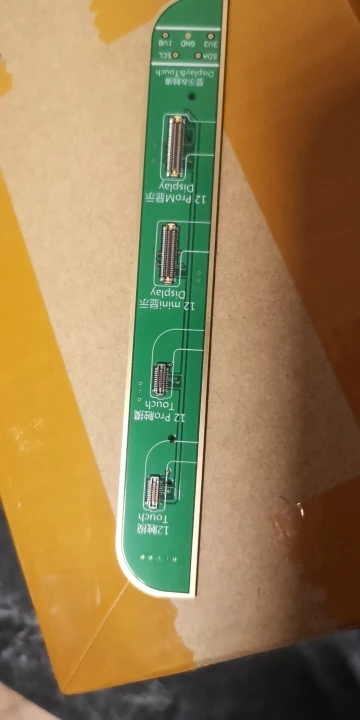 12触摸
Touch
12 Pro触摸
Touch
12 mini显示
Display
12 ProM显示
Display
显示&触摸
Display&Touch
SDA SCL
3V3 GND 1V8